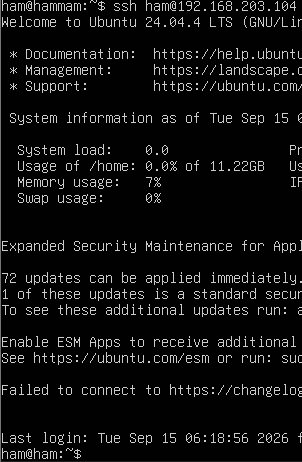 ham@hammam:~$ ssh ham@192.168.203.104
Welcome to Ubuntu 24.04.4 LTS (GNU/Lin
 * Documentation:  https://help.ubuntu
 * Management:     https://landscape.c
 * Support:        https://ubuntu.com/
 System information as of Tue Sep 15 0
  System load:    0.0                Pr
  Usage of /home: 0.0% of 11.22GB   Us
  Memory usage:   7%                 IP
  Swap usage:     0%
Expanded Security Maintenance for Appl
72 updates can be applied immediately.
1 of these updates is a standard secur
To see these additional updates run: a
Enable ESM Apps to receive additional
See https://ubuntu.com/esm or run: sud
Failed to connect to https://changelog
Last login: Tue Sep 15 06:18:56 2026 f
ham@ham:~$